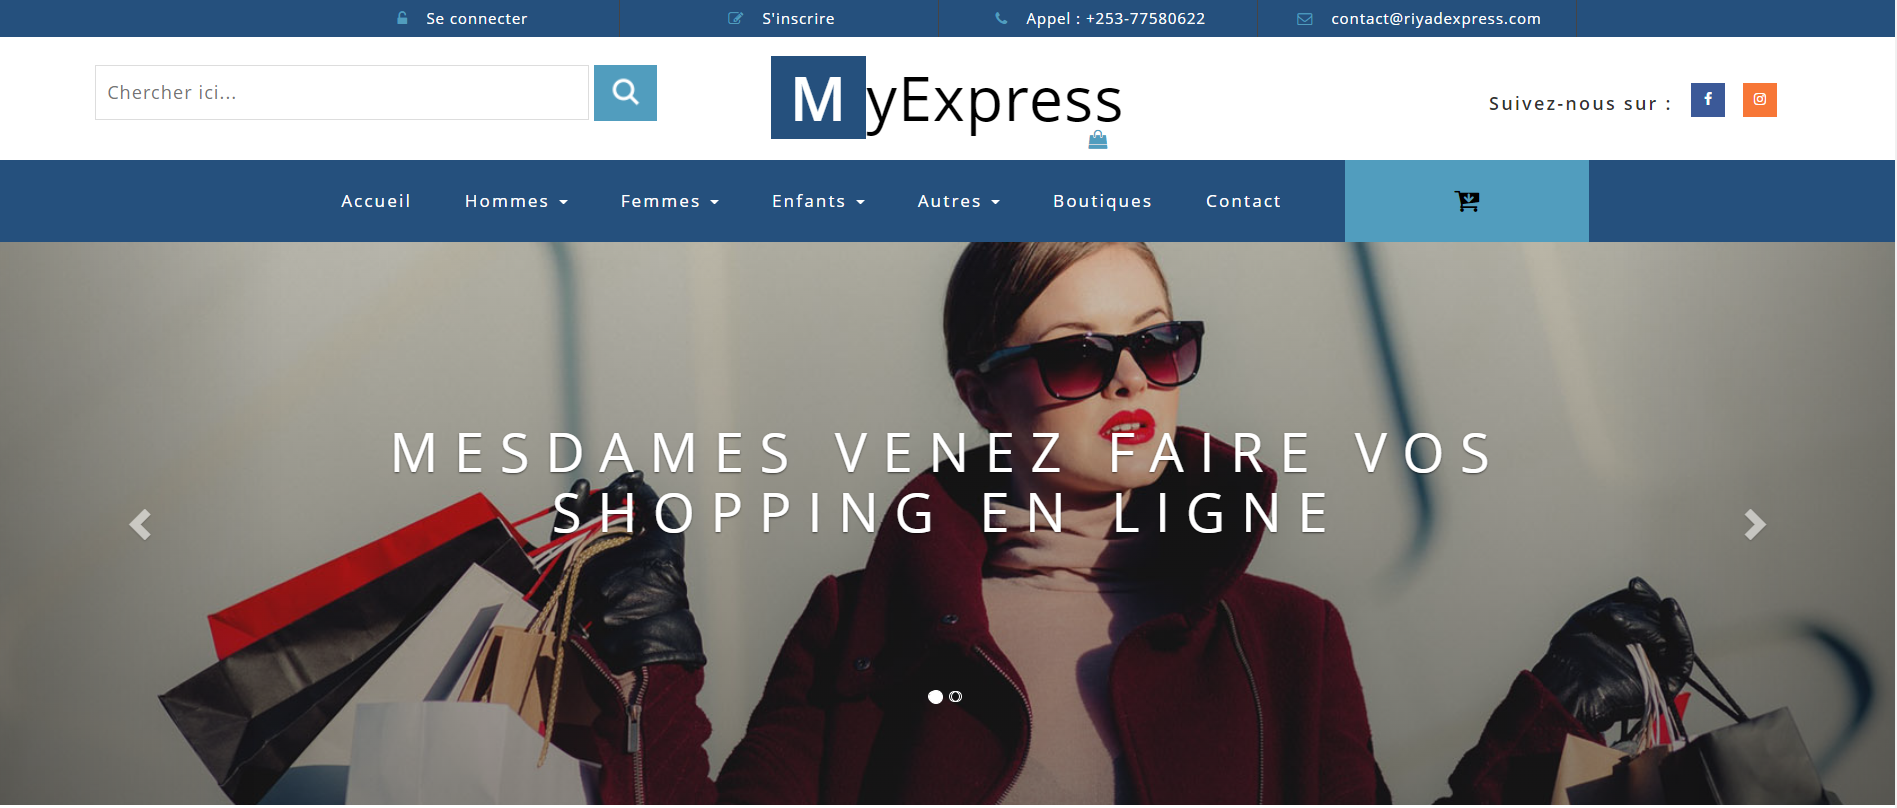 Se connecter
S'inscrire
Appel : +253-77580622
contact@riyadexpress.com
Chercher ici...
MyExpress
Suivez-nous sur :
Accueil
Hommes
Femmes
Enfants
Autres
Boutiques
Contact
MESDAMES VENEZ FAIRE VOS
SHOPPING EN LIGNE